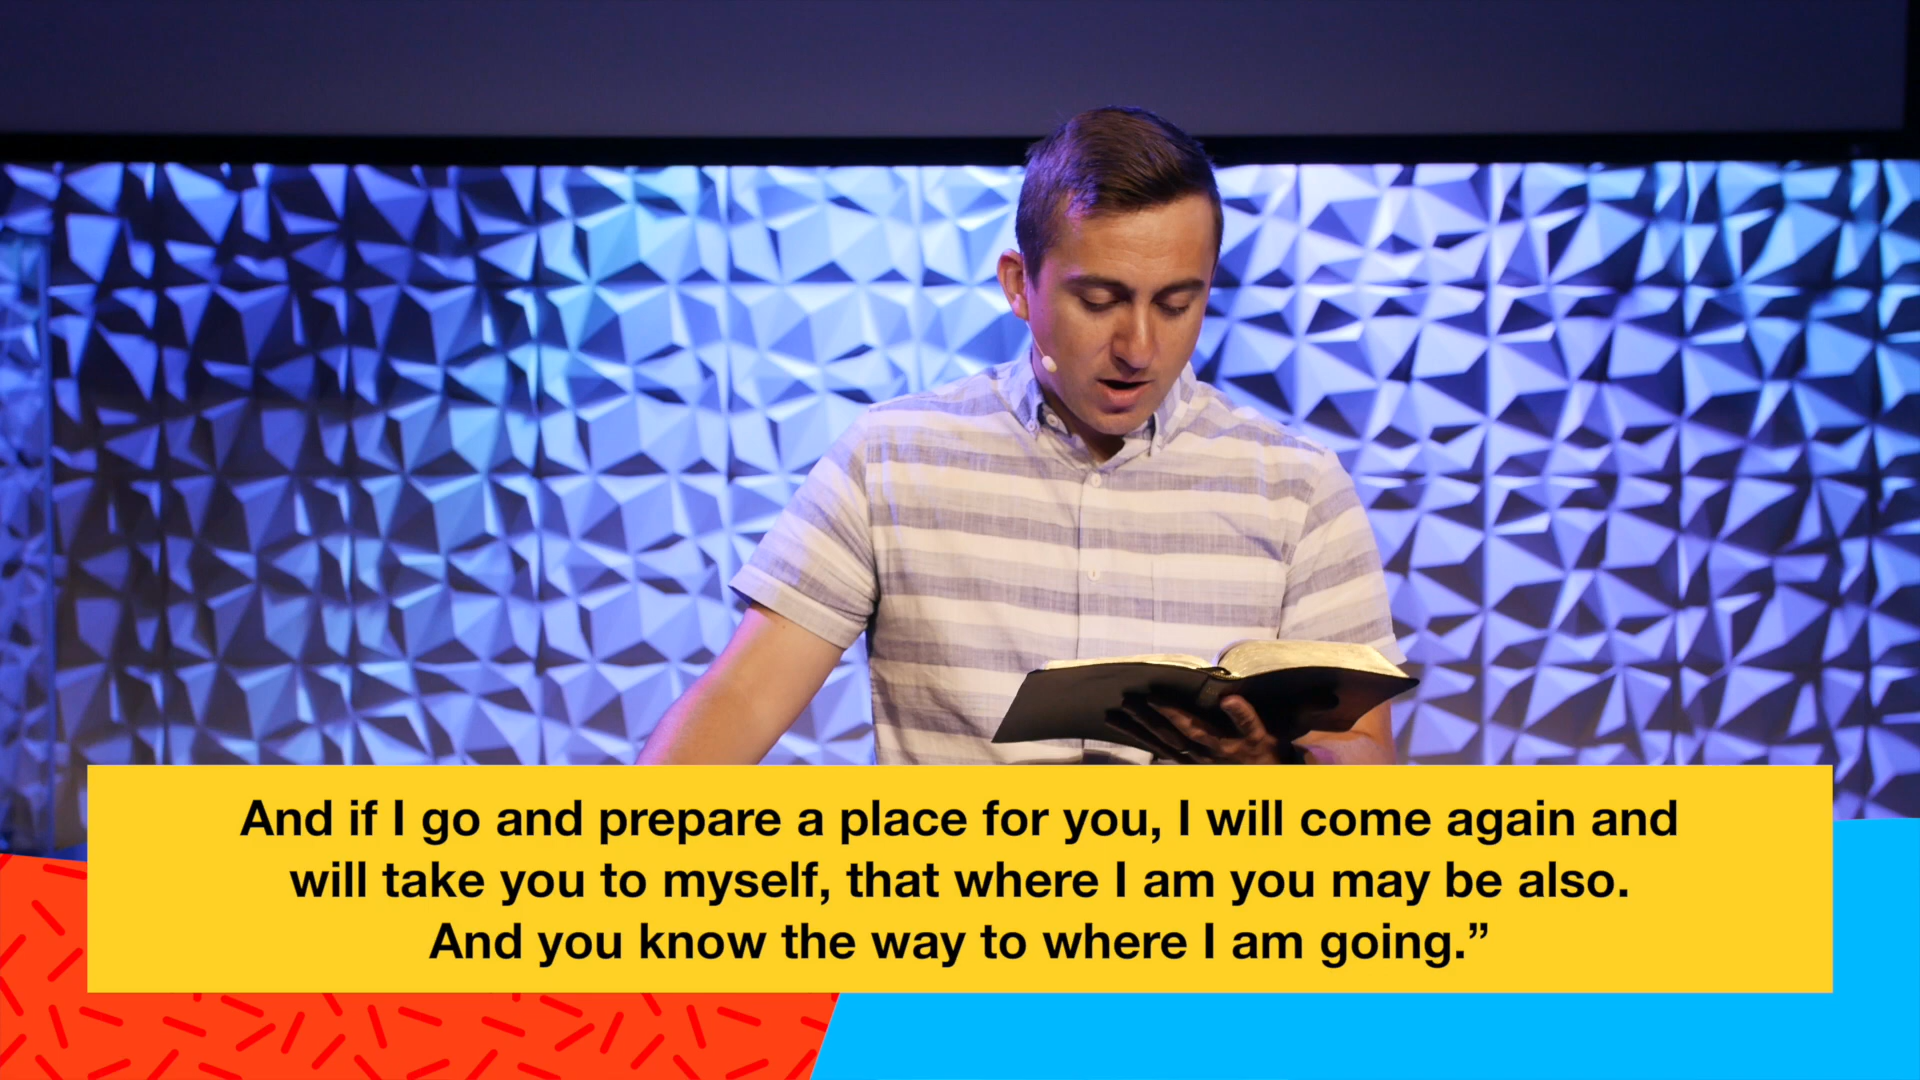 And if I go and prepare a place for you, I will come again and
will take you to myself, that where I am you may be also.
And you know the way to where I am going.”